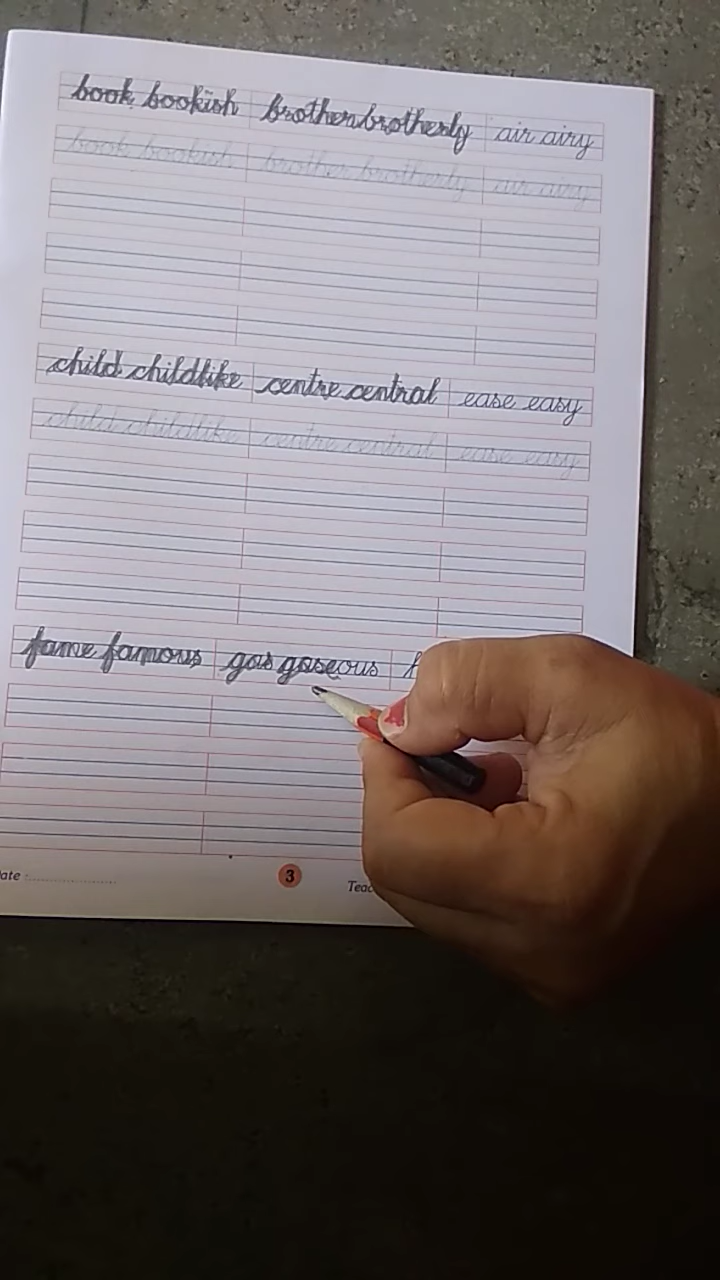 book bookish brother brotherly air airy
book bookish brother brotherly air airy
child childlike centre central ease easy
child childlike centre central ease easy
fame famous gas gaseous
ate :
3